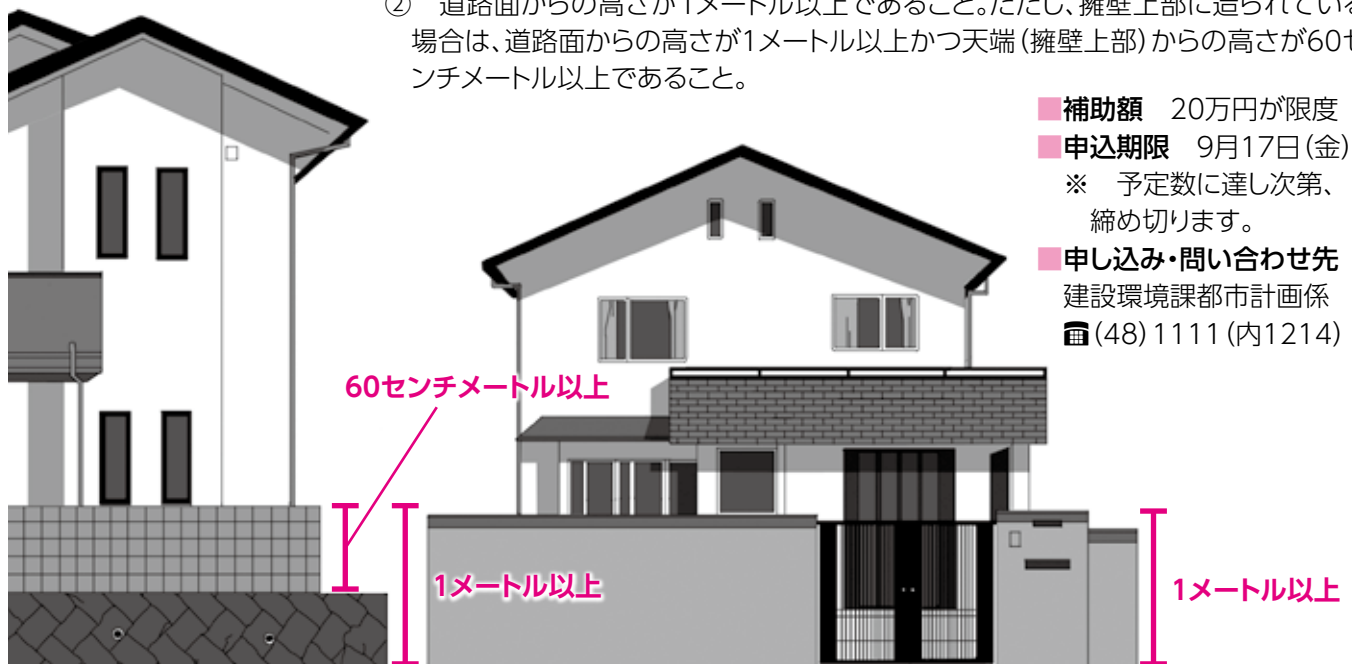 ② 道路面からの高さが1メートル以上であること。ただし、擁壁上部に造られている
場合は、道路面からの高さが1メートル以上かつ天端(擁壁上部)からの高さが60セ
ンチメートル以上であること。
■補助額 20万円が限度
■申込期限 9月17日(金)
※ 予定数に達し次第、
締め切ります。
■申し込み・問い合わせ先
建設環境課都市計画係
☎(48)1111(内1214)
60センチメートル以上
1メートル以上
1メートル以上